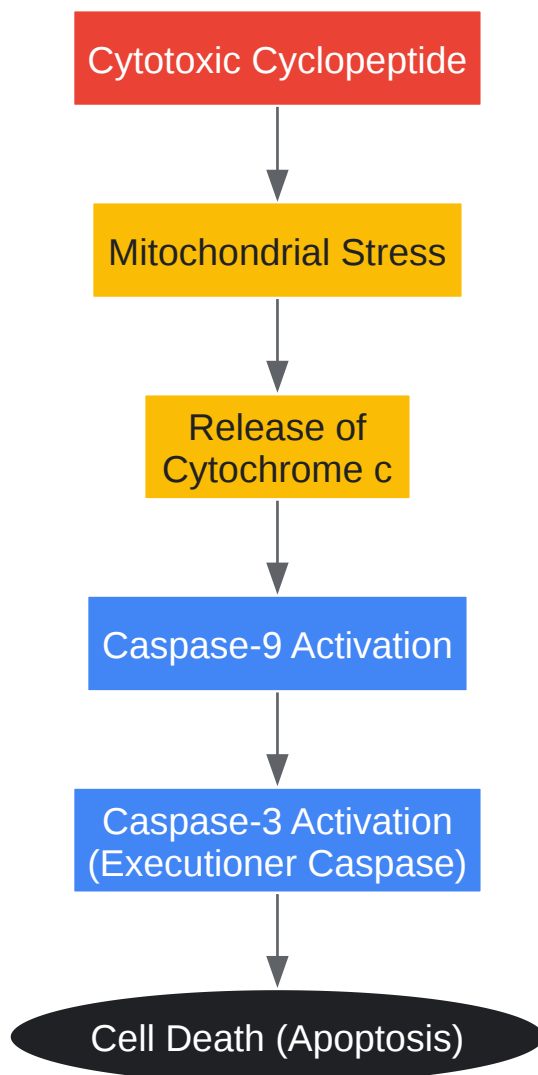 Cytotoxic Cyclopeptide
Mitochondrial Stress
Release of
Cytochrome c
Caspase-9 Activation
Caspase-3 Activation
(Executioner Caspase)
Cell Death (Apoptosis)